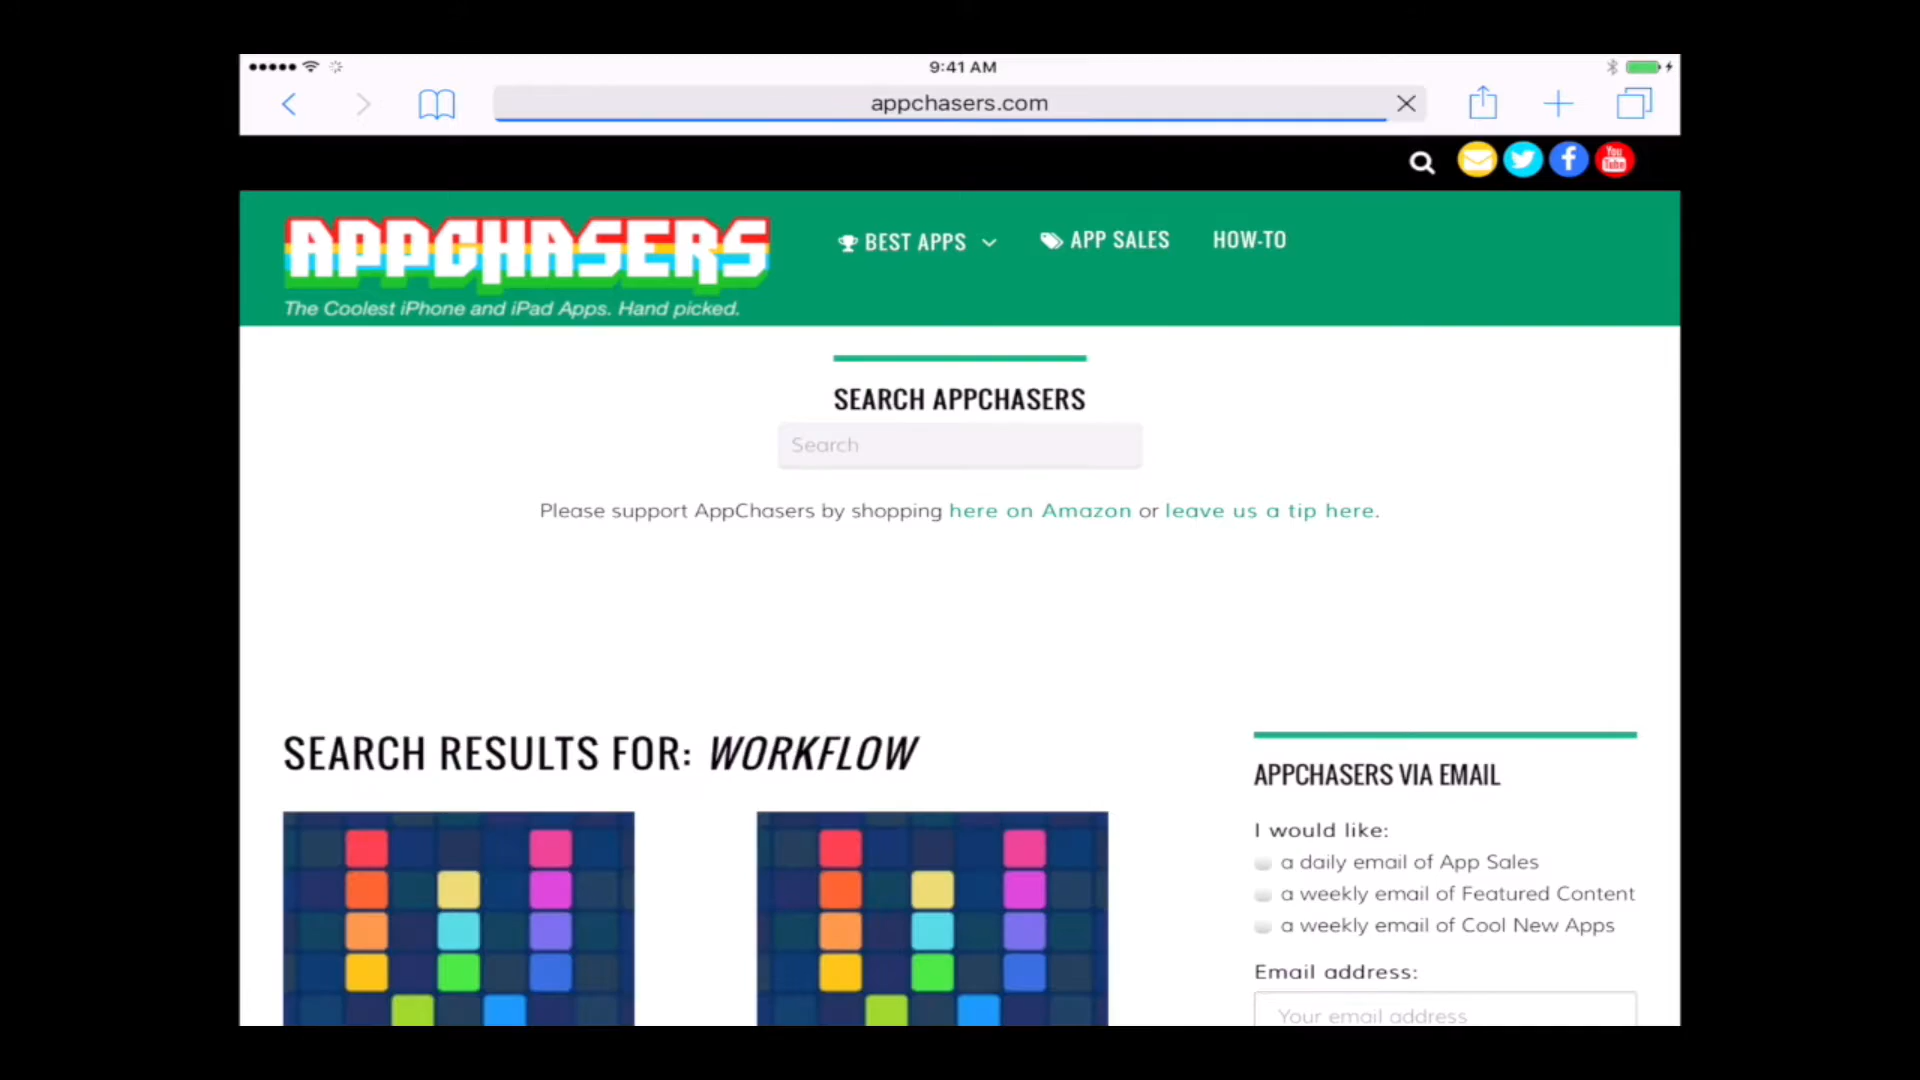 9:41 AM
appchasers.com
You
Tube
APPCHASERS
The Coolest iPhone and iPad Apps. Hand picked.
BEST APPS
APP SALES
HOW-TO
SEARCH APPCHASERS
Search
Please support AppChasers by shopping here on Amazon or leave us a tip here.
SEARCH RESULTS FOR: WORKFLOW
APPCHASERS VIA EMAIL
I would like:
a daily email of App Sales
a weekly email of Featured Content
a weekly email of Cool New Apps
Email address:
Your email address